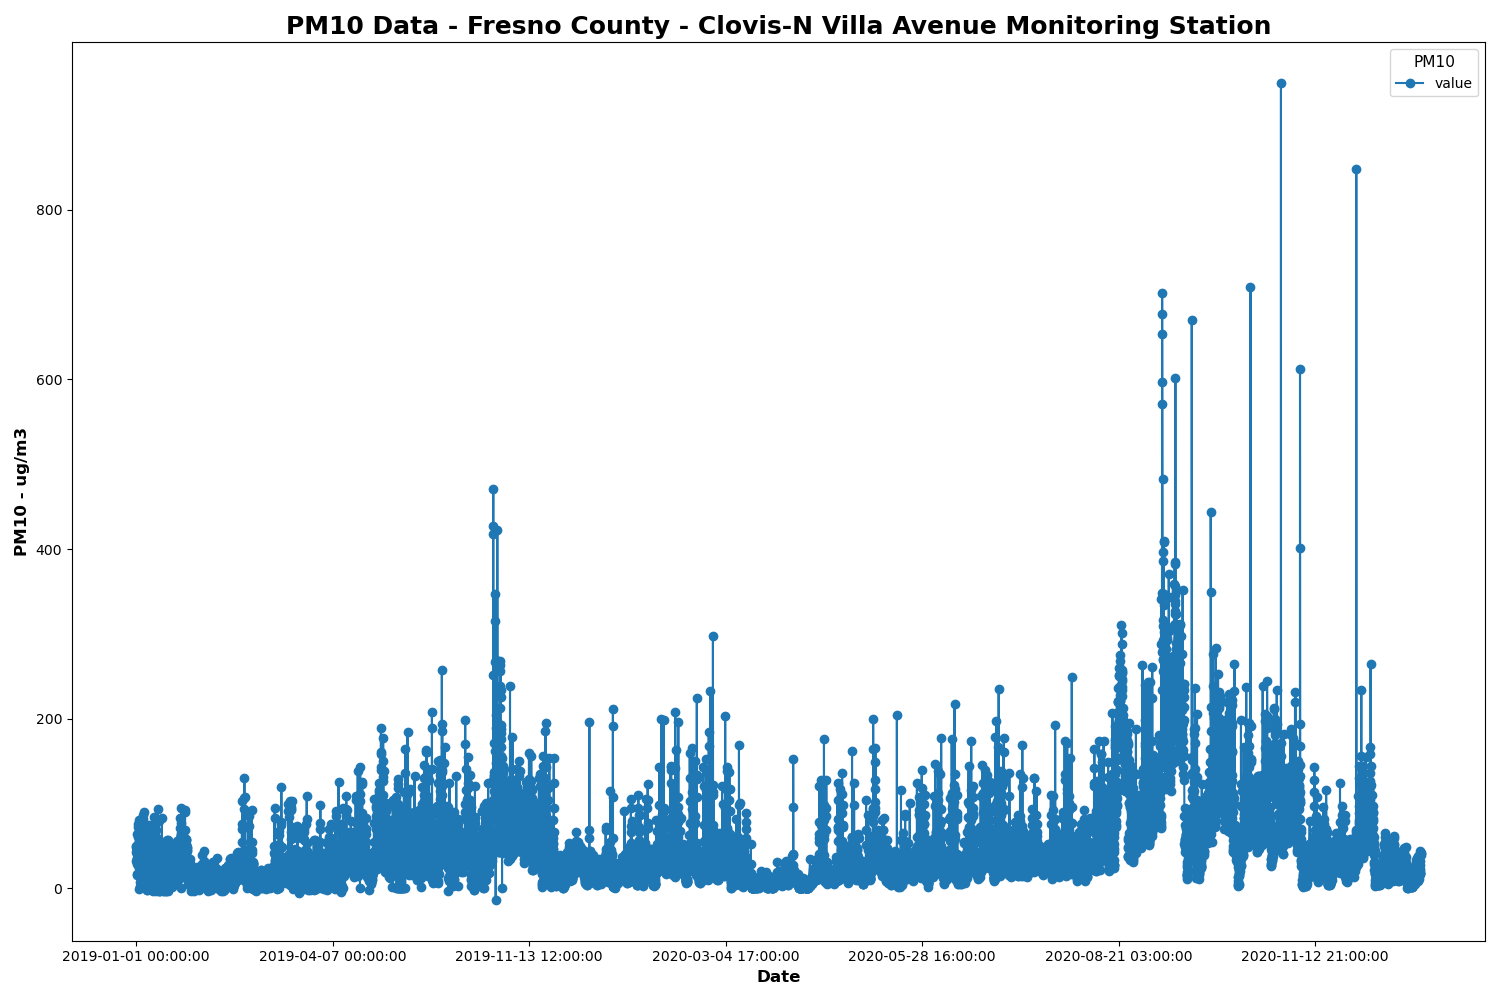 PM10 Data - Fresno County - Clovis-N Villa Avenue Monitoring Station
PM10
value
800
600
400
200
0
PM10 - ug/m3
2019-01-01 00:00:00
2019-04-07 00:00:00
2019-11-13 12:00:00
2020-03-04 17:00:00
2020-05-28 16:00:00
2020-08-21 03:00:00
2020-11-12 21:00:00
Date